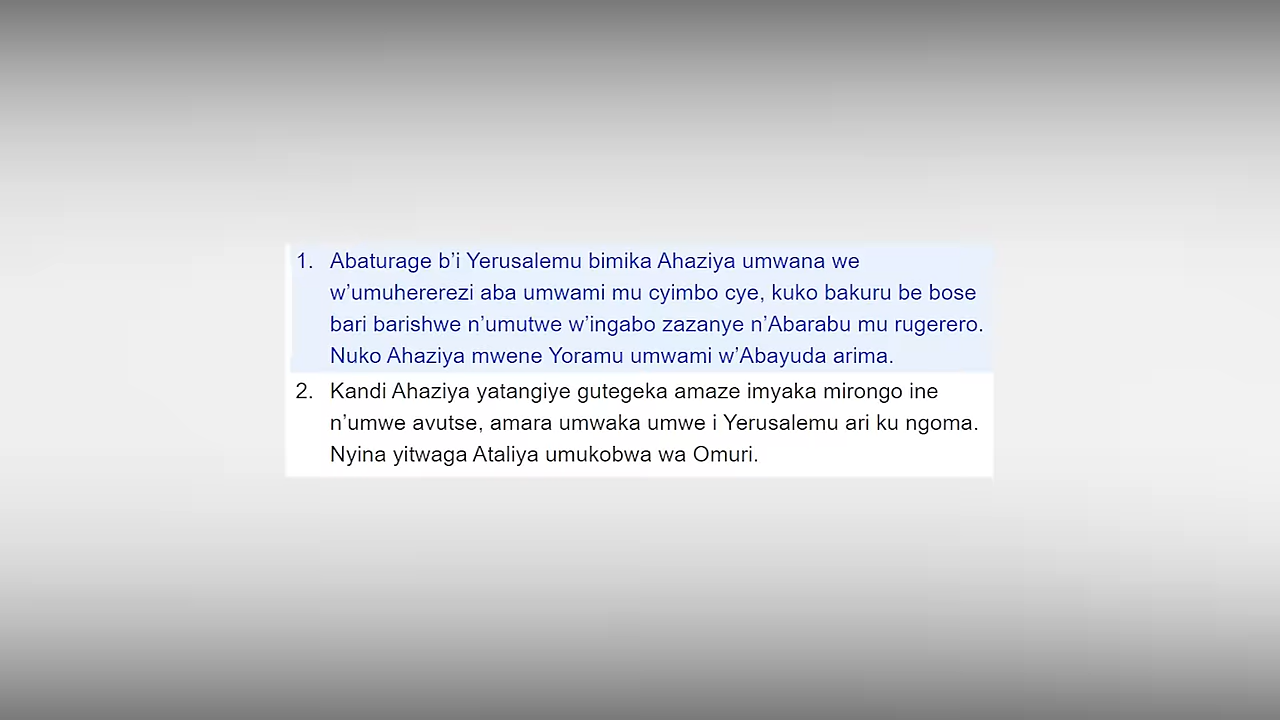 1. Abaturage b’i Yerusalemu bimika Ahaziya umwana we
w’umuhererezi aba umwami mu cyimbo cye, kuko bakuru be bose
bari barishwe n’umutwe w’ingabo zazanye n’Abarabu mu rugerero.
Nuko Ahaziya mwene Yoramu umwami w’Abayuda arima.
2. Kandi Ahaziya yatangiye gutegeka amaze imyaka mirongo ine
n’umwe avutse, amara umwaka umwe i Yerusalemu ari ku ngoma.
Nyina yitwaga Ataliya umukobwa wa Omuri.